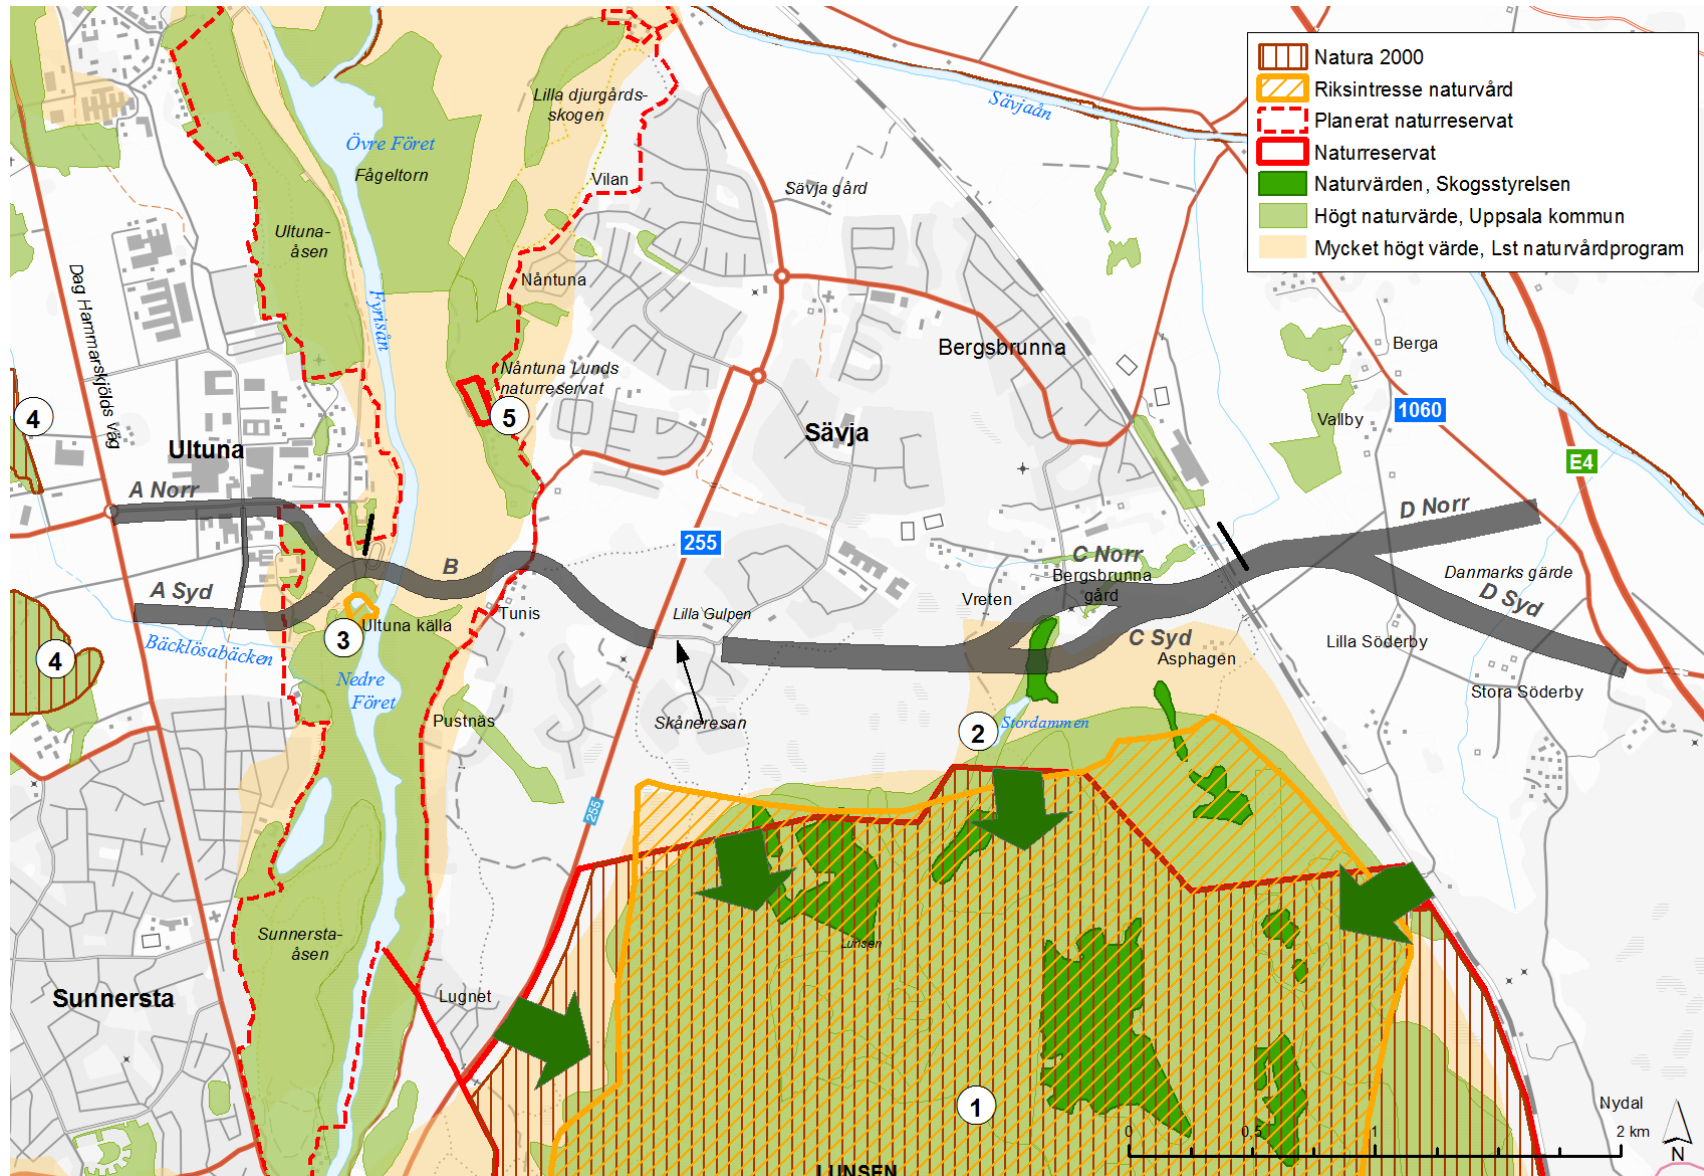 Natura 2000
Riksintresse naturvård
Planerat naturreservat
Naturreservat
Naturvärden, Skogsstyrelsen
Högt naturvärde, Uppsala kommun
Mycket högt värde, Lst naturvårdprogram
Lilla djurgårds-
skogen
Sävjaån
Övre Föret
Fågeltorn
Vilan
Sävja gård
Ultuna-
åsen
Nåntuna
Dag Hammarskjölds väg
Fyrisån
Bergsbrunna
Berga
Nåntuna Lunds
naturreservat
4
5
1060
Vallby
Ultuna
Sävja
E4
A Norr
D Norr
255
B
C Norr
Bergsbrunna
gård
Danmarks gärde
A Syd
Vreten
D Syd
Tunis
Lilla Gulpen
Ultuna källa
3
C Syd
Lilla Söderby
Bäcklösabäcken
4
Asphagen
Nedre
Föret
Stora Söderby
Pustnäs
Skåneresan
2
Stordammen
255
Sunnersta-
åsen
Lunsen
Sunnersta
Lugnet
1
Nydal
0
0,5
1
2 km
N
LUNSEN